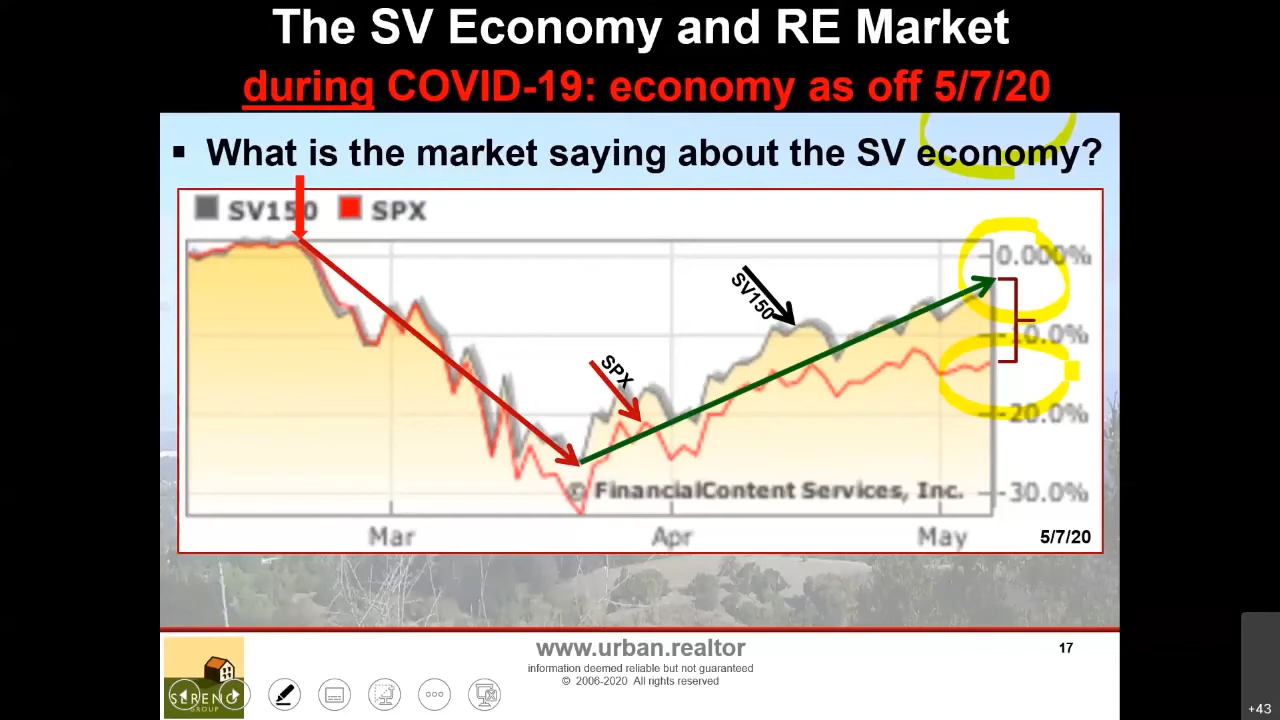 The SV Economy and RE Market
during COVID-19: economy as off 5/7/20
▪ What is the market saying about the SV economy?
SV150 SPX
0.000%
SV150
-10.0%
SPX
-20.0%
© FinancialContent Services, Inc.
-30.0%
Mar Apr May
5/7/20
www.urban.realtor
17
information deemed reliable but not guaranteed
© 2006-2020 All rights reserved
SERENO
GROUP
+43